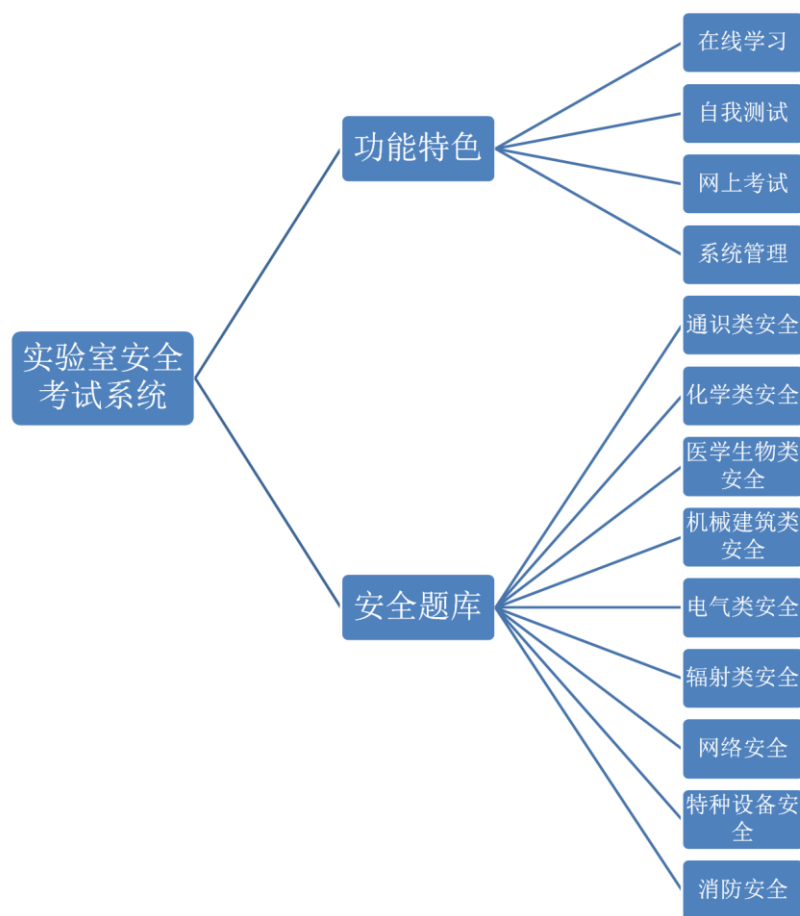 实验室安全
考试系统
功能特色
在线学习
自我测试
网上考试
系统管理
安全题库
通识类安全
化学类安全
医学生物类
安全
机械建筑类
安全
电气类安全
辐射类安全
网络安全
特种设备安
全
消防安全